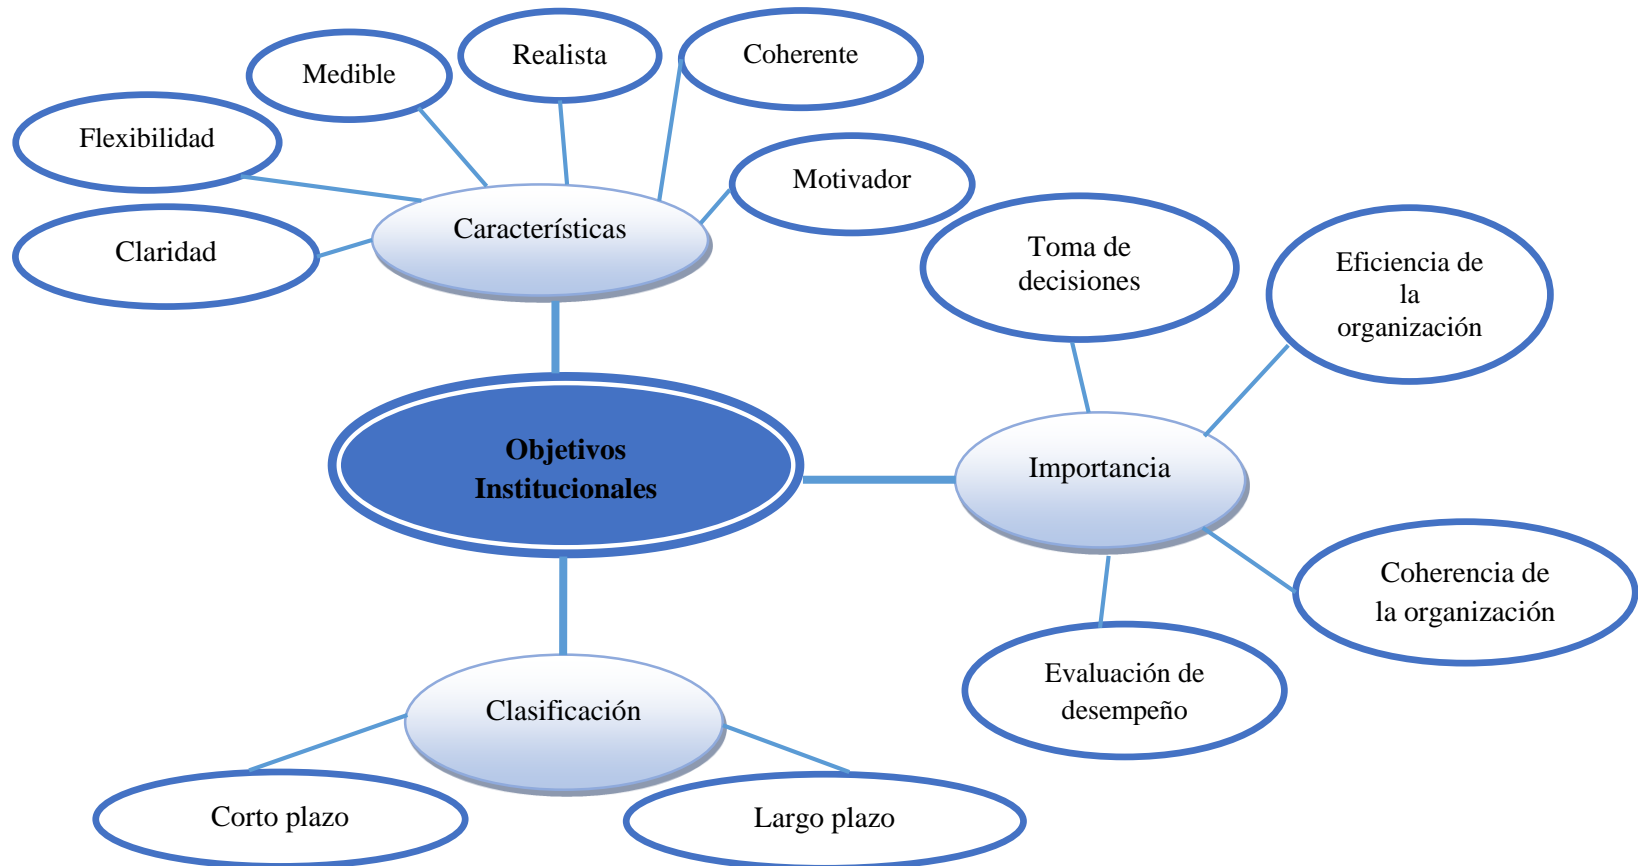 Realista
Coherente
Medible
Flexibilidad
Motivador
Claridad
Características
Toma de
decisiones
Eficiencia de
la
organización
Objetivos
Institucionales
Importancia
Coherencia de
la organización
Evaluación de
desempeño
Clasificación
Corto plazo
Largo plazo